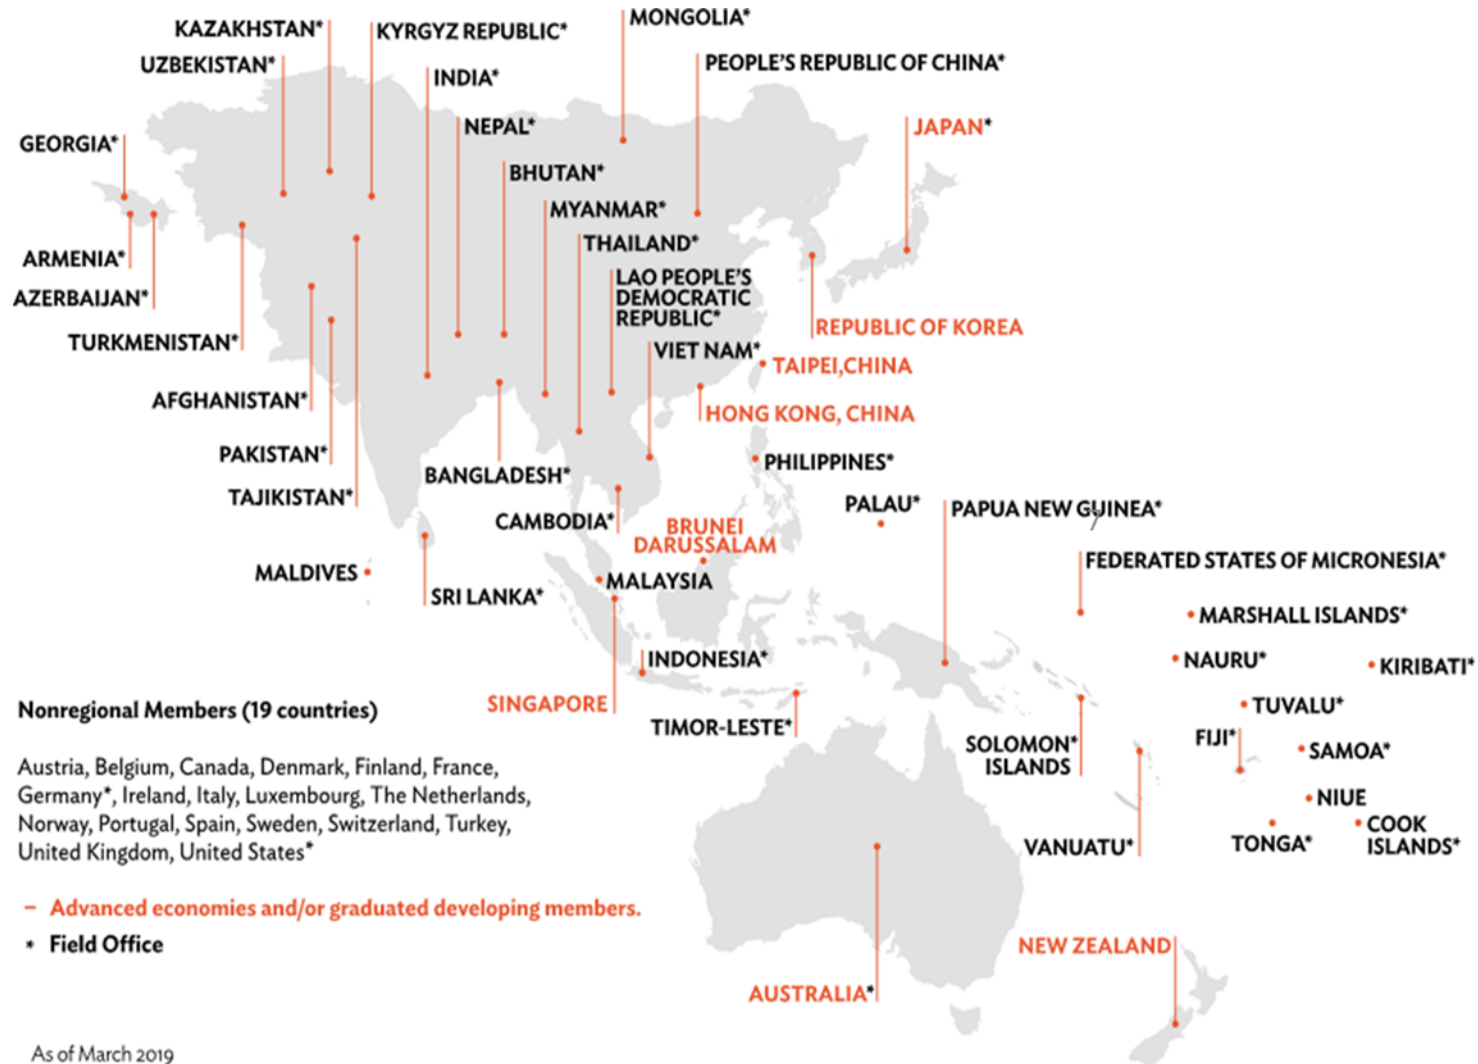 MONGOLIA*
KAZAKHSTAN*
KYRGYZ REPUBLIC*
UZBEKISTAN*
PEOPLE'S REPUBLIC OF CHINA*
INDIA*
NEPAL*
JAPAN*
GEORGIA*
BHUTAN*
MYANMAR*
THAILAND*
ARMENIA*
LAO PEOPLE'S
DEMOCRATIC
REPUBLIC*
AZERBAIJAN*
REPUBLIC OF KOREA
TURKMENISTAN*
VIET NAM*
TAIPEI,CHINA
AFGHANISTAN*
HONG KONG, CHINA
PAKISTAN*
PHILIPPINES*
BANGLADESH*
TAJIKISTAN*
PALAU*
PAPUA NEW GUINEA*
CAMBODIA*
BRUNEI
DARUSSALAM
FEDERATED STATES OF MICRONESIA*
MALDIVES
MALAYSIA
SRI LANKA*
MARSHALL ISLANDS*
INDONESIA*
NAURU*
KIRIBATI*
SINGAPORE
TUVALU*
TIMOR-LESTE*
FIJI*
SOLOMON*
ISLANDS
SAMOA*
NIUE
COOK
ISLANDS*
TONGA*
VANUATU*
Nonregional Members (19 countries)
Austria, Belgium, Canada, Denmark, Finland, France,
Germany*, Ireland, Italy, Luxembourg, The Netherlands,
Norway, Portugal, Spain, Sweden, Switzerland, Turkey,
United Kingdom, United States*
– Advanced economies and/or graduated developing members.
* Field Office
NEW ZEALAND
AUSTRALIA*
As of March 2019